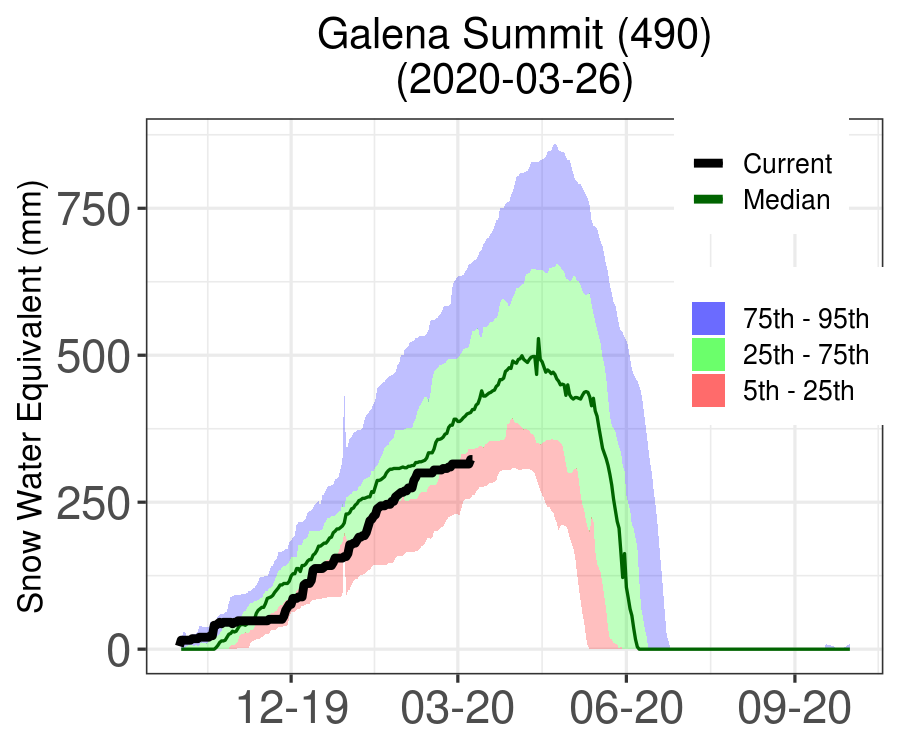 Galena Summit (490)
(2020-03-26)
Snow Water Equivalent (mm)
750
500
250
0
12-19
03-20
06-20
09-20
Current
Median
75th - 95th
25th - 75th
5th - 25th